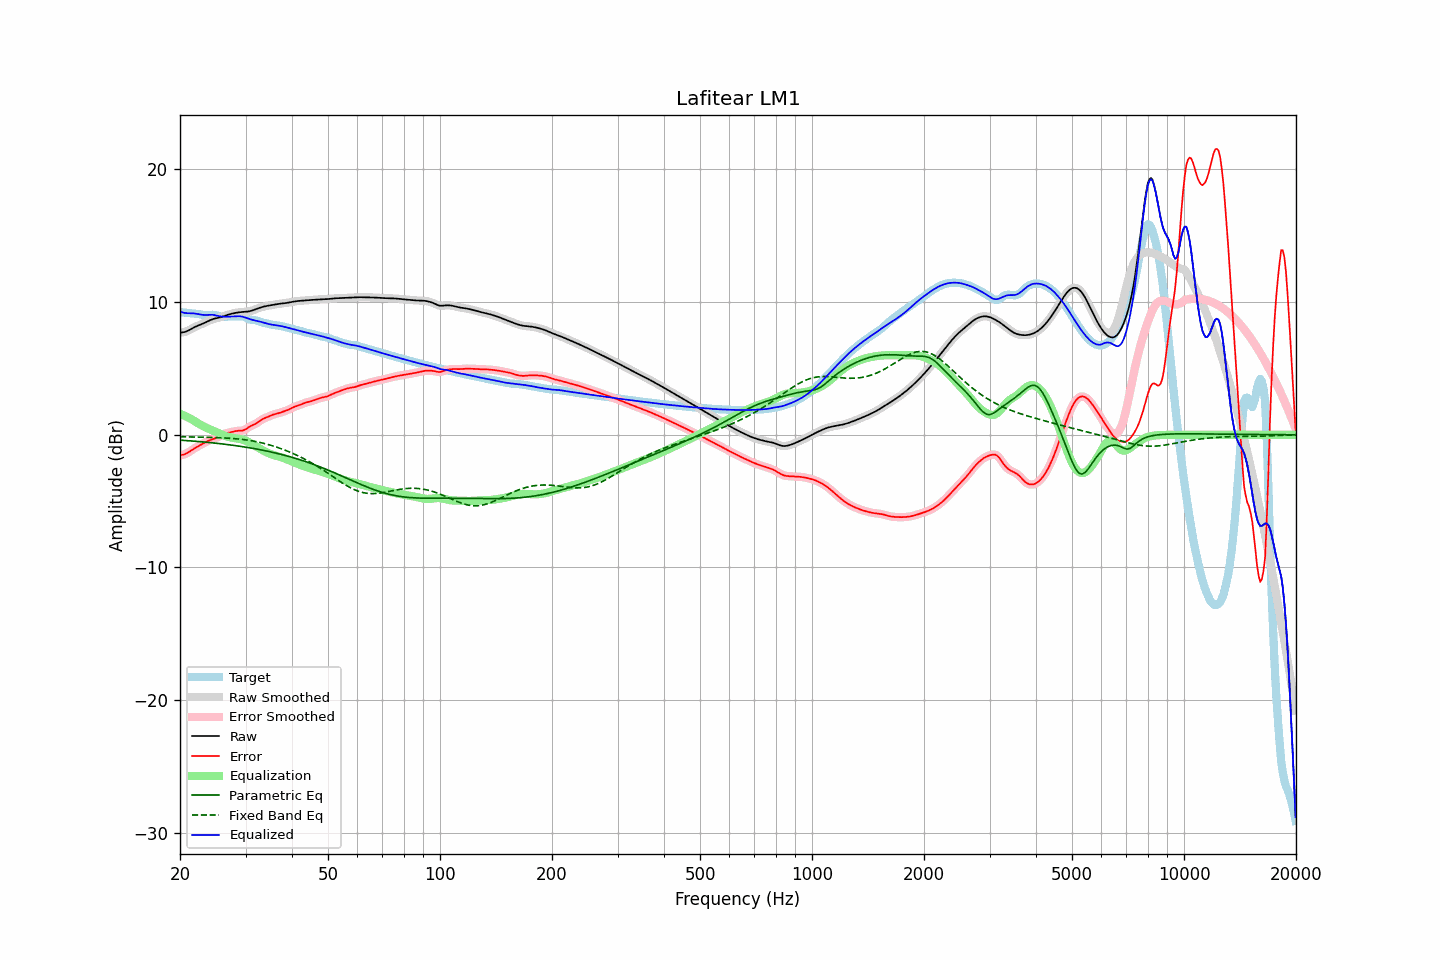 Lafitear LM1
Amplitude (dBr)
20
10
0
−10
−20
−30
Target
Raw Smoothed
Error Smoothed
Raw
Error
Equalization
Parametric Eq
Fixed Band Eq
Equalized
20 50 100 200 500 1000 2000 5000 10000 20000
Frequency (Hz)